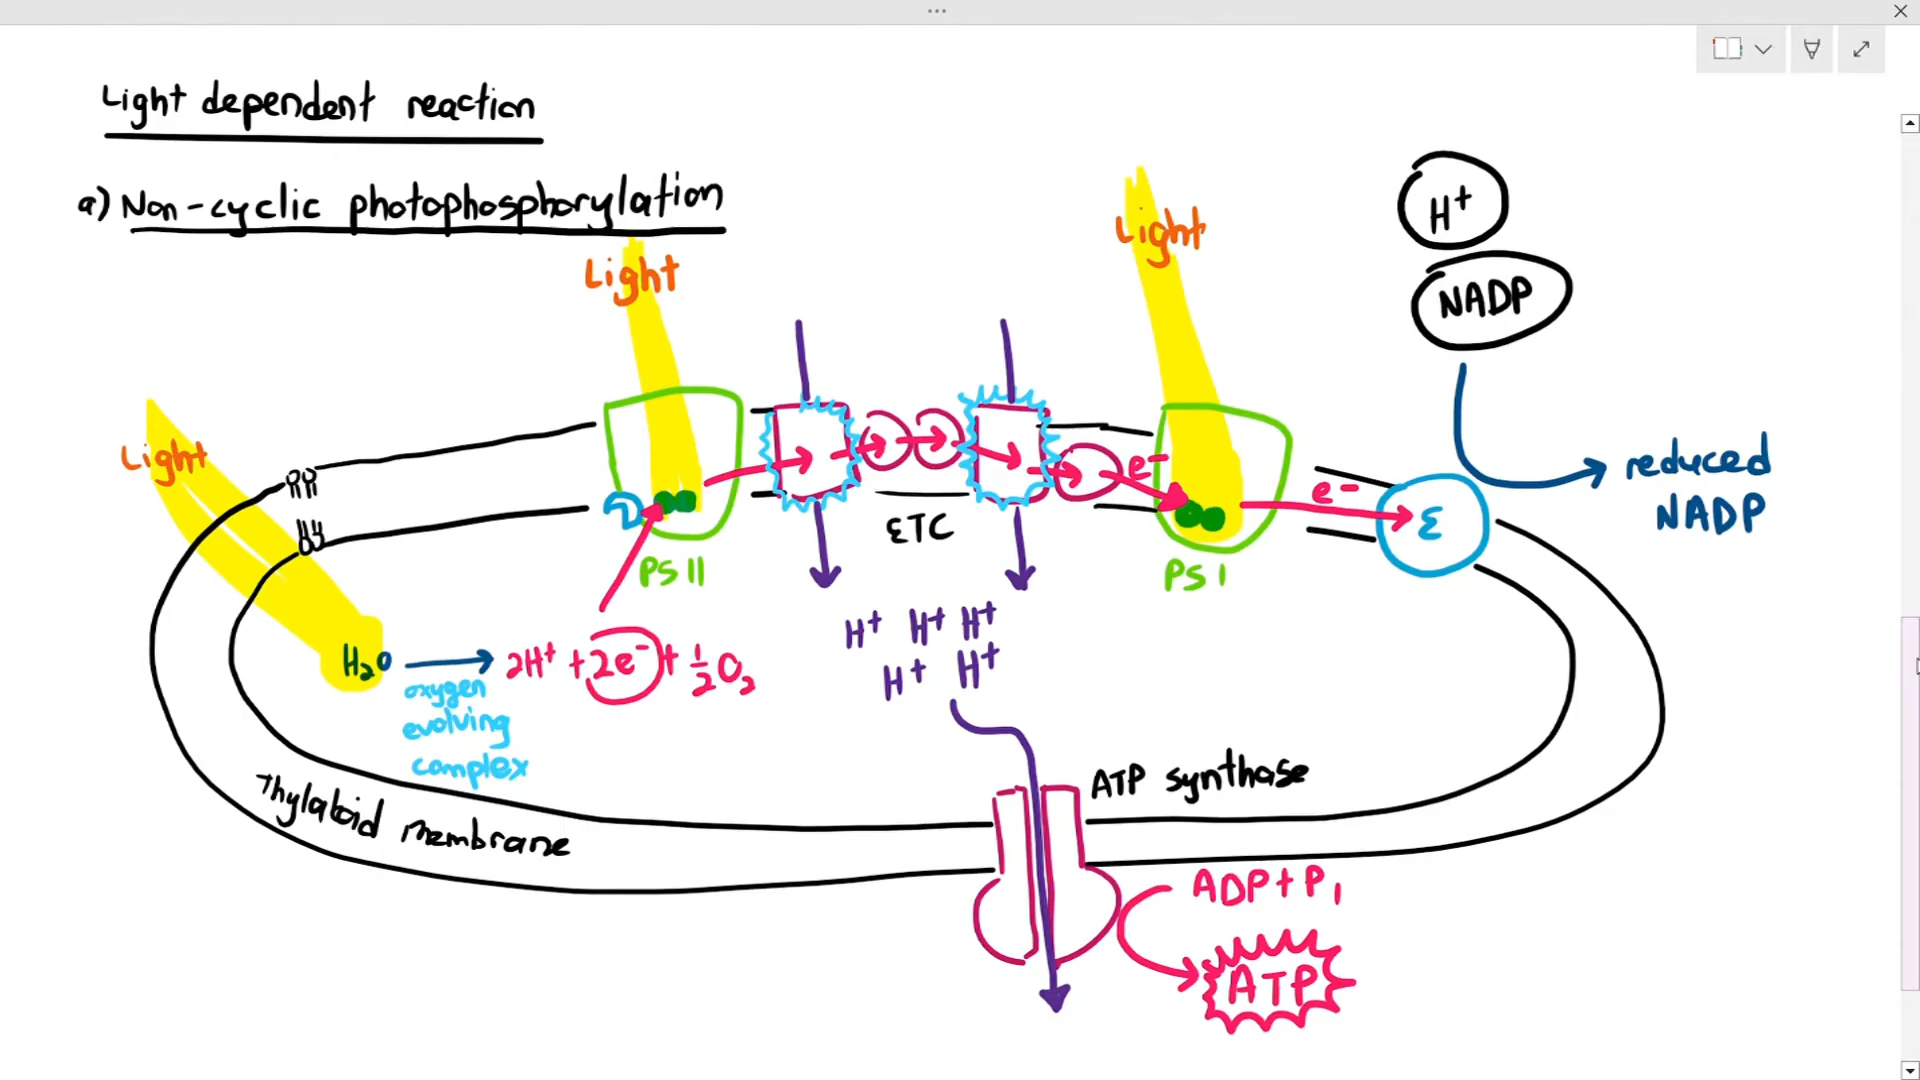 Light dependent reaction
a) Non-cyclic photophosphorylation
Light
Light
H⁺
NADP
Light
e⁻
e⁻
reduced
NADP
ETC
PS II
PS I
ε
H₂O
2H⁺ + 2e⁻ + ½O₂
oxygen
evolving
complex
H⁺ H⁺ H⁺
H⁺ H⁺
Thylakoid membrane
ATP synthase
ADP + Pi
ATP